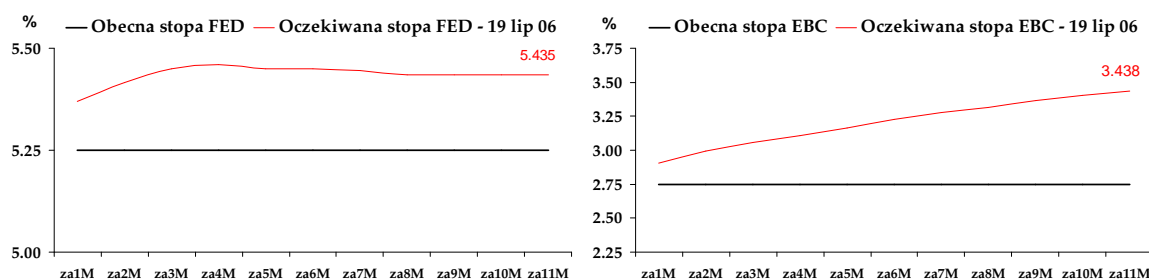 %
Obecna stopa FED
Oczekiwana stopa FED - 19 lip 06
5.50
5.435
5.25
5.00
za1M za2M za3M za4M za5M za6M za7M za8M za9M za10M za11M
%
Obecna stopa EBC
Oczekiwana stopa EBC - 19 lip 06
3.75
3.50
3.438
3.25
3.00
2.75
2.50
2.25
za1M za2M za3M za4M za5M za6M za7M za8M za9M za10M za11M